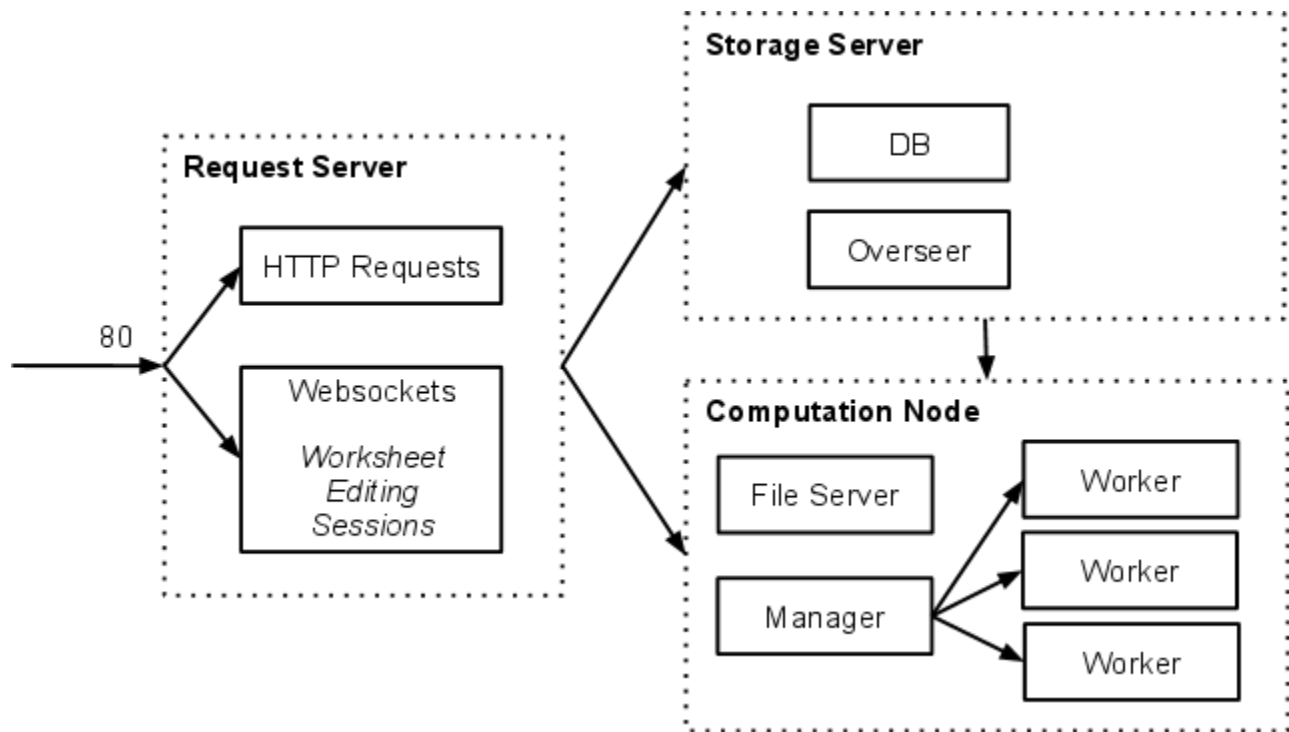 80
Request Server
HTTP Requests
Websockets
Worksheet
Editing
Sessions
Storage Server
DB
Overseer
Computation Node
File Server
Manager
Worker
Worker
Worker